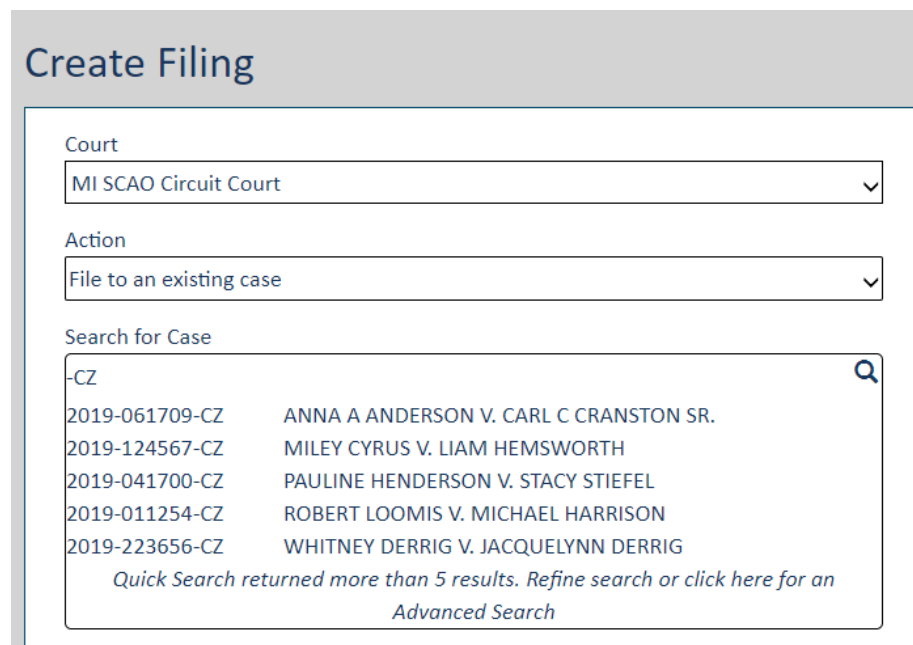 Create Filing
Court
MI SCAO Circuit Court
Action
File to an existing case
Search for Case
-CZ
2019-061709-CZ ANNA A ANDERSON V. CARL C CRANSTON SR.
2019-124567-CZ MILEY CYRUS V. LIAM HEMSWORTH
2019-041700-CZ PAULINE HENDERSON V. STACY STIEFEL
2019-011254-CZ ROBERT LOOMIS V. MICHAEL HARRISON
2019-223656-CZ WHITNEY DERRIG V. JACQUELYNN DERRIG
Quick Search returned more than 5 results. Refine search or click here for an
Advanced Search